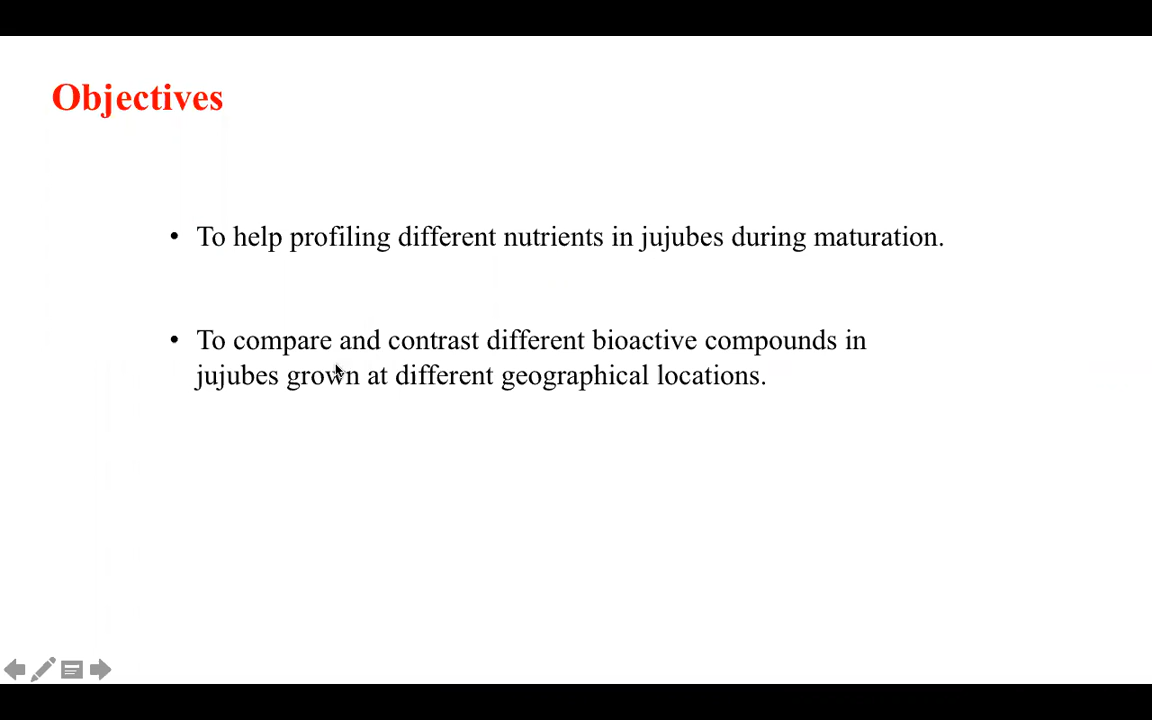 Objectives
• To help profiling different nutrients in jujubes during maturation.
• To compare and contrast different bioactive compounds in
jujubes grown at different geographical locations.